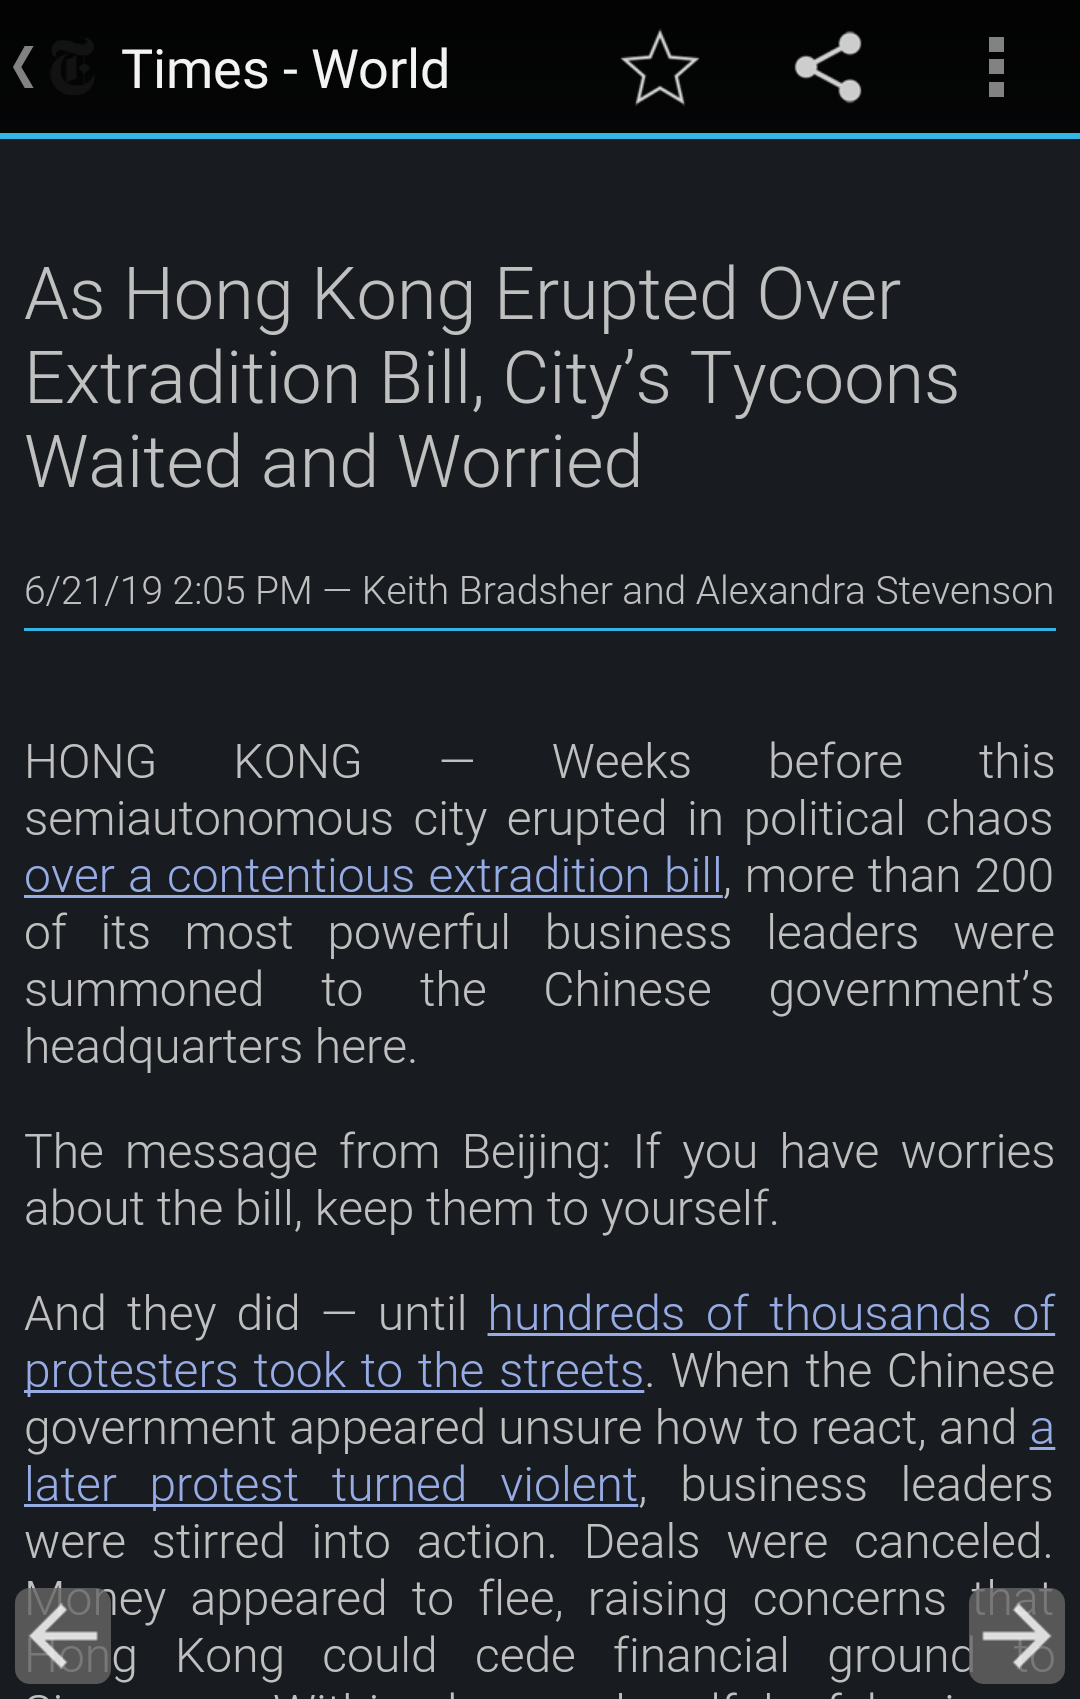 Times - World
As Hong Kong Erupted Over
Extradition Bill, City’s Tycoons
Waited and Worried
6/21/19 2:05 PM — Keith Bradsher and Alexandra Stevenson
HONG KONG — Weeks before this
semiautonomous city erupted in political chaos
over a contentious extradition bill, more than 200
of its most powerful business leaders were
summoned to the Chinese government’s
headquarters here.
The message from Beijing: If you have worries
about the bill, keep them to yourself.
And they did — until hundreds of thousands of
protesters took to the streets. When the Chinese
government appeared unsure how to react, and a
later protest turned violent, business leaders
were stirred into action. Deals were canceled.
Money appeared to flee, raising concerns that
Hong Kong could cede financial ground to